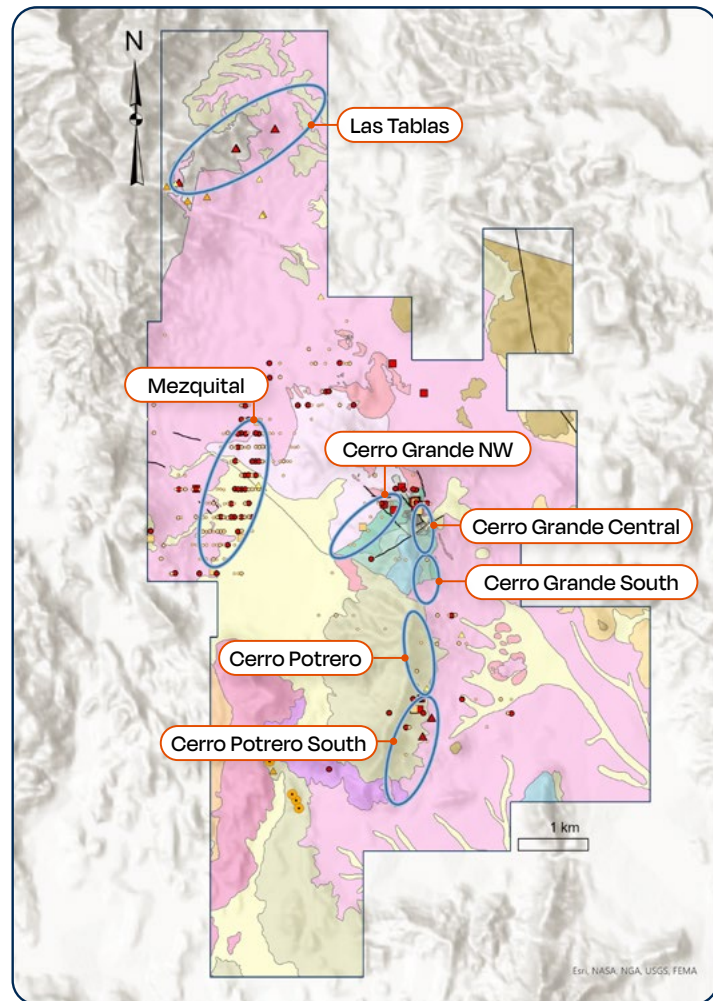 N
Las Tablas
Mezquital
Cerro Grande NW
Cerro Grande Central
Cerro Grande South
Cerro Potrero
Cerro Potrero South
1 km
Esri, NASA, NGA, USGS, FEMA